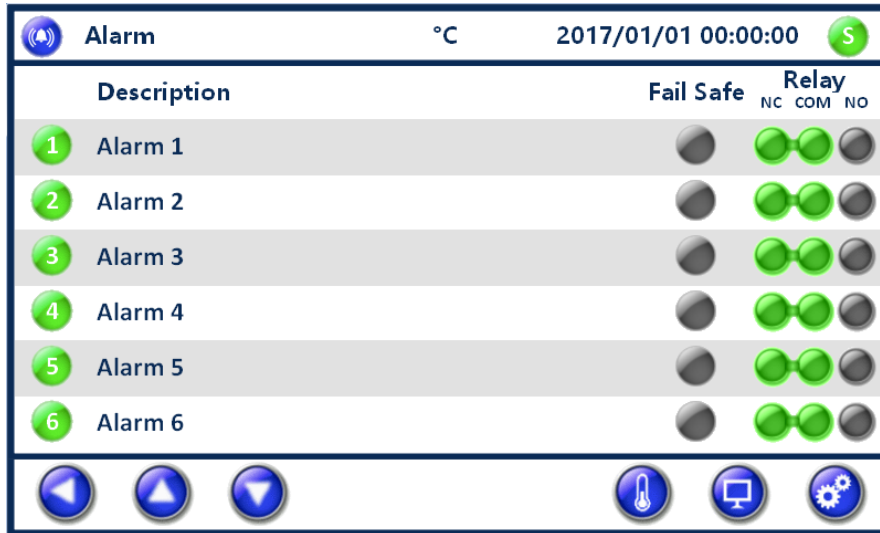 Alarm °C 2017/01/01 00:00:00 S
Description Fail Safe Relay
NC COM NO
1 Alarm 1
2 Alarm 2
3 Alarm 3
4 Alarm 4
5 Alarm 5
6 Alarm 6